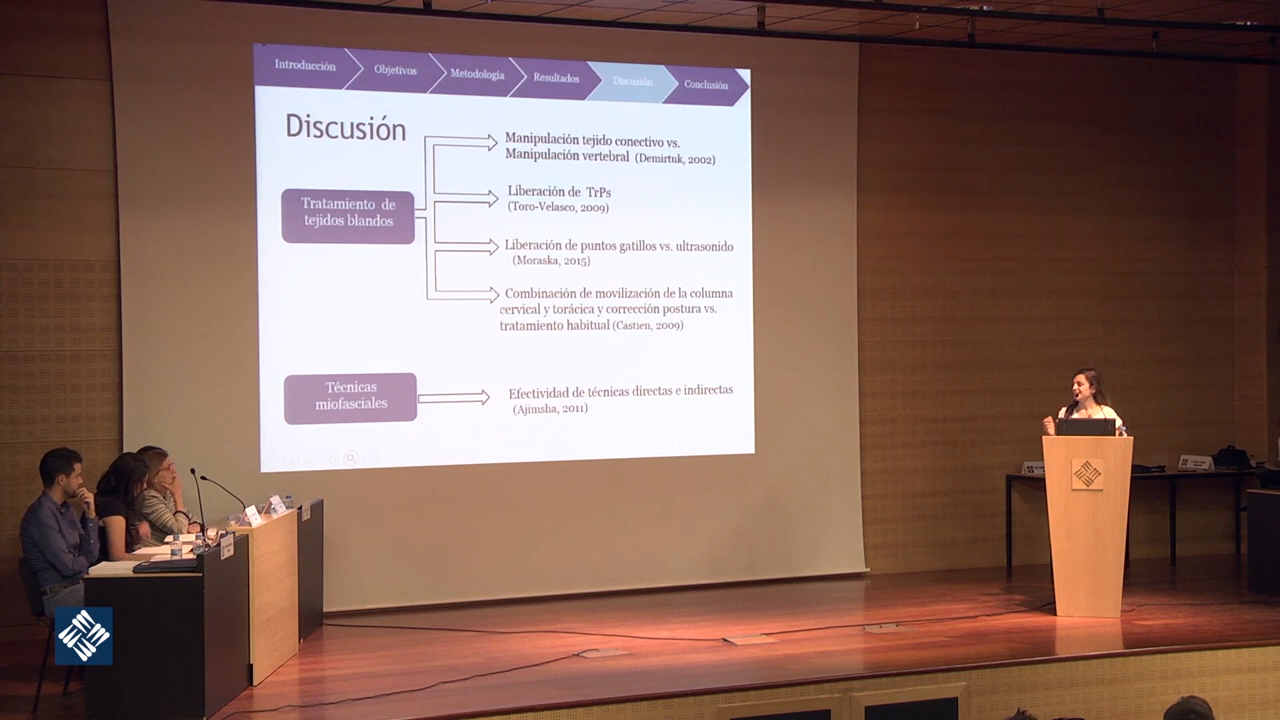 Introducción
Objetivos
Metodología
Resultados
Discusión
Conclusión
Discusión
Tratamiento de
tejidos blandos
Manipulación tejido conectivo vs.
Manipulación vertebral (Demirtuk, 2002)
Liberación de TrPs
(Toro-Velasco, 2009)
Liberación de puntos gatillos vs. ultrasonido
(Moraska, 2015)
Combinación de movilización de la columna
cervical y torácica y corrección postura vs.
tratamiento habitual (Castien, 2009)
Técnicas
miofasciales
Efectividad de técnicas directas e indirectas
(Ajimsha, 2011)